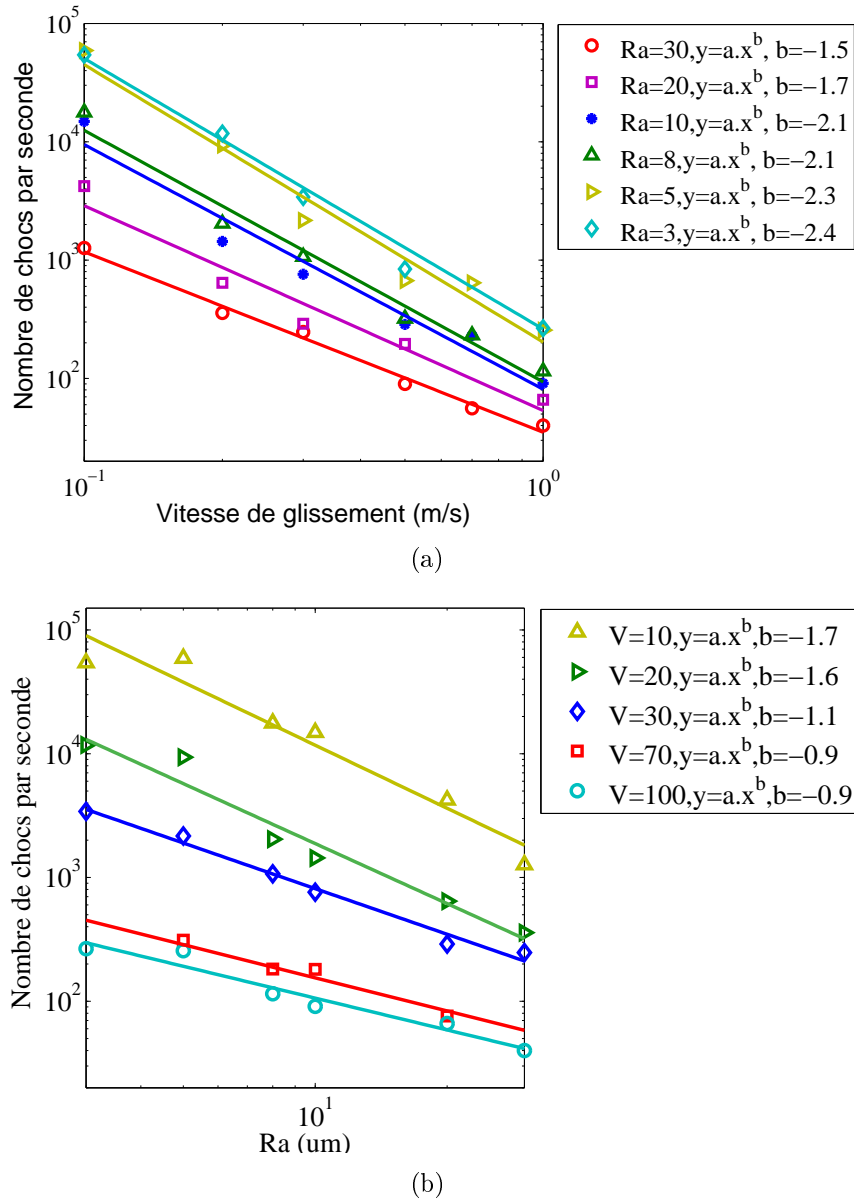 10^5
10^4
10^3
10^2
Nombre de chocs par seconde
10^−1
10^0
Vitesse de glissement (m/s)
Ra=30,y=a.x^b, b=−1.5
Ra=20,y=a.x^b, b=−1.7
Ra=10,y=a.x^b, b=−2.1
Ra=8,y=a.x^b, b=−2.1
Ra=5,y=a.x^b, b=−2.3
Ra=3,y=a.x^b, b=−2.4
(a)
10^5
10^4
10^3
10^2
Nombre de chocs par seconde
10^1
Ra (um)
V=10,y=a.x^b,b=−1.7
V=20,y=a.x^b,b=−1.6
V=30,y=a.x^b,b=−1.1
V=70,y=a.x^b,b=−0.9
V=100,y=a.x^b,b=−0.9
(b)